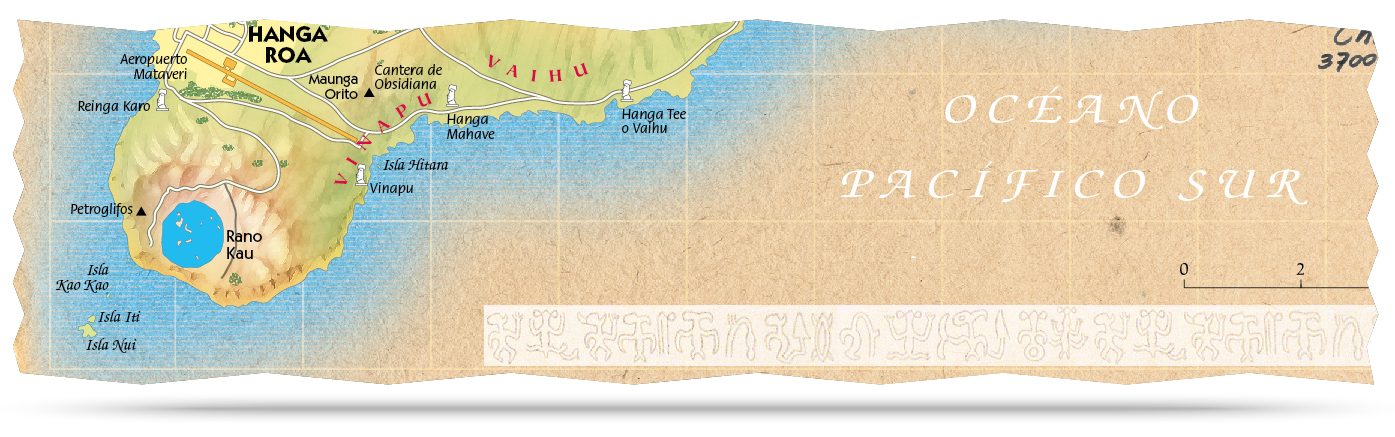 HANGA
ROA
Aeropuerto
Mataveri
Maunga
Orito
Cantera de
Obsidiana
VAIHU
3700
Reinga Karo
VINAPU
Hanga
Mahave
Hanga Tee
o Vaihu
OCÉANO
PACÍFICO SUR
Isla Hitara
Vinapu
Petroglifos
Rano
Kau
Isla
Kao Kao
Isla Iti
Isla Nui
0 2